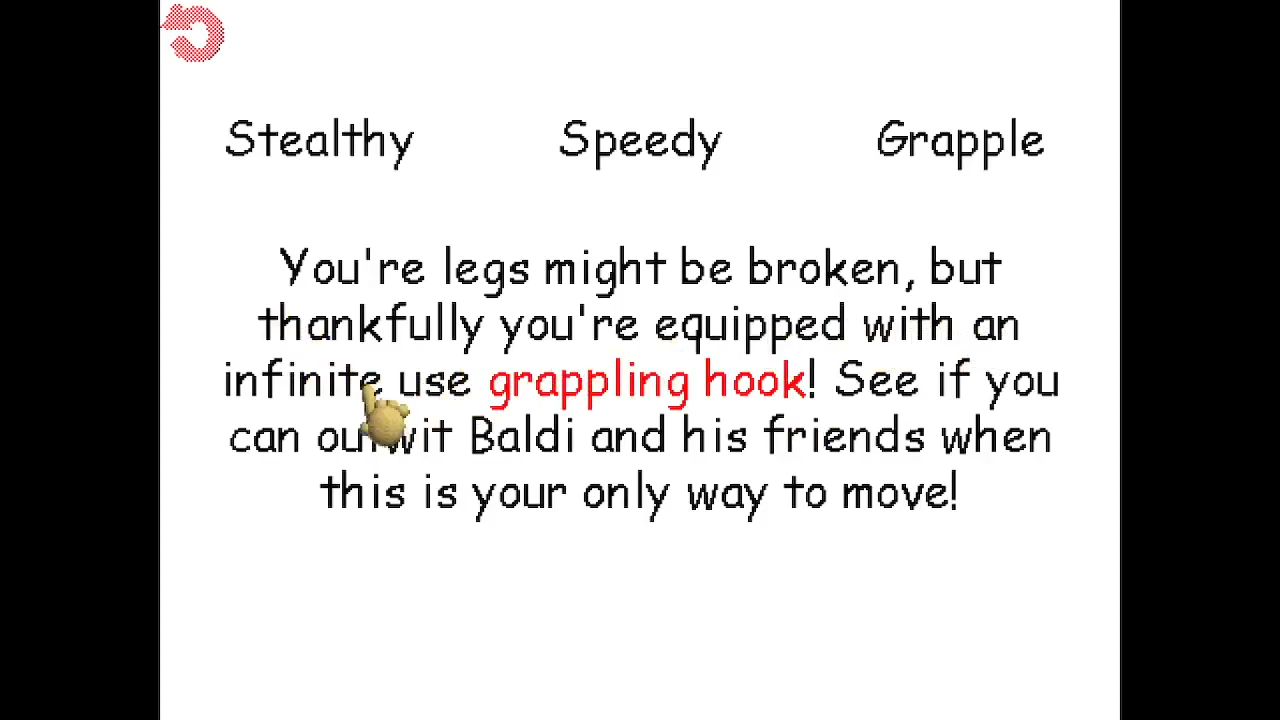 Stealthy Speedy Grapple
You're legs might be broken, but
thankfully you're equipped with an
infinite use grappling hook! See if you
can outwit Baldi and his friends when
this is your only way to move!